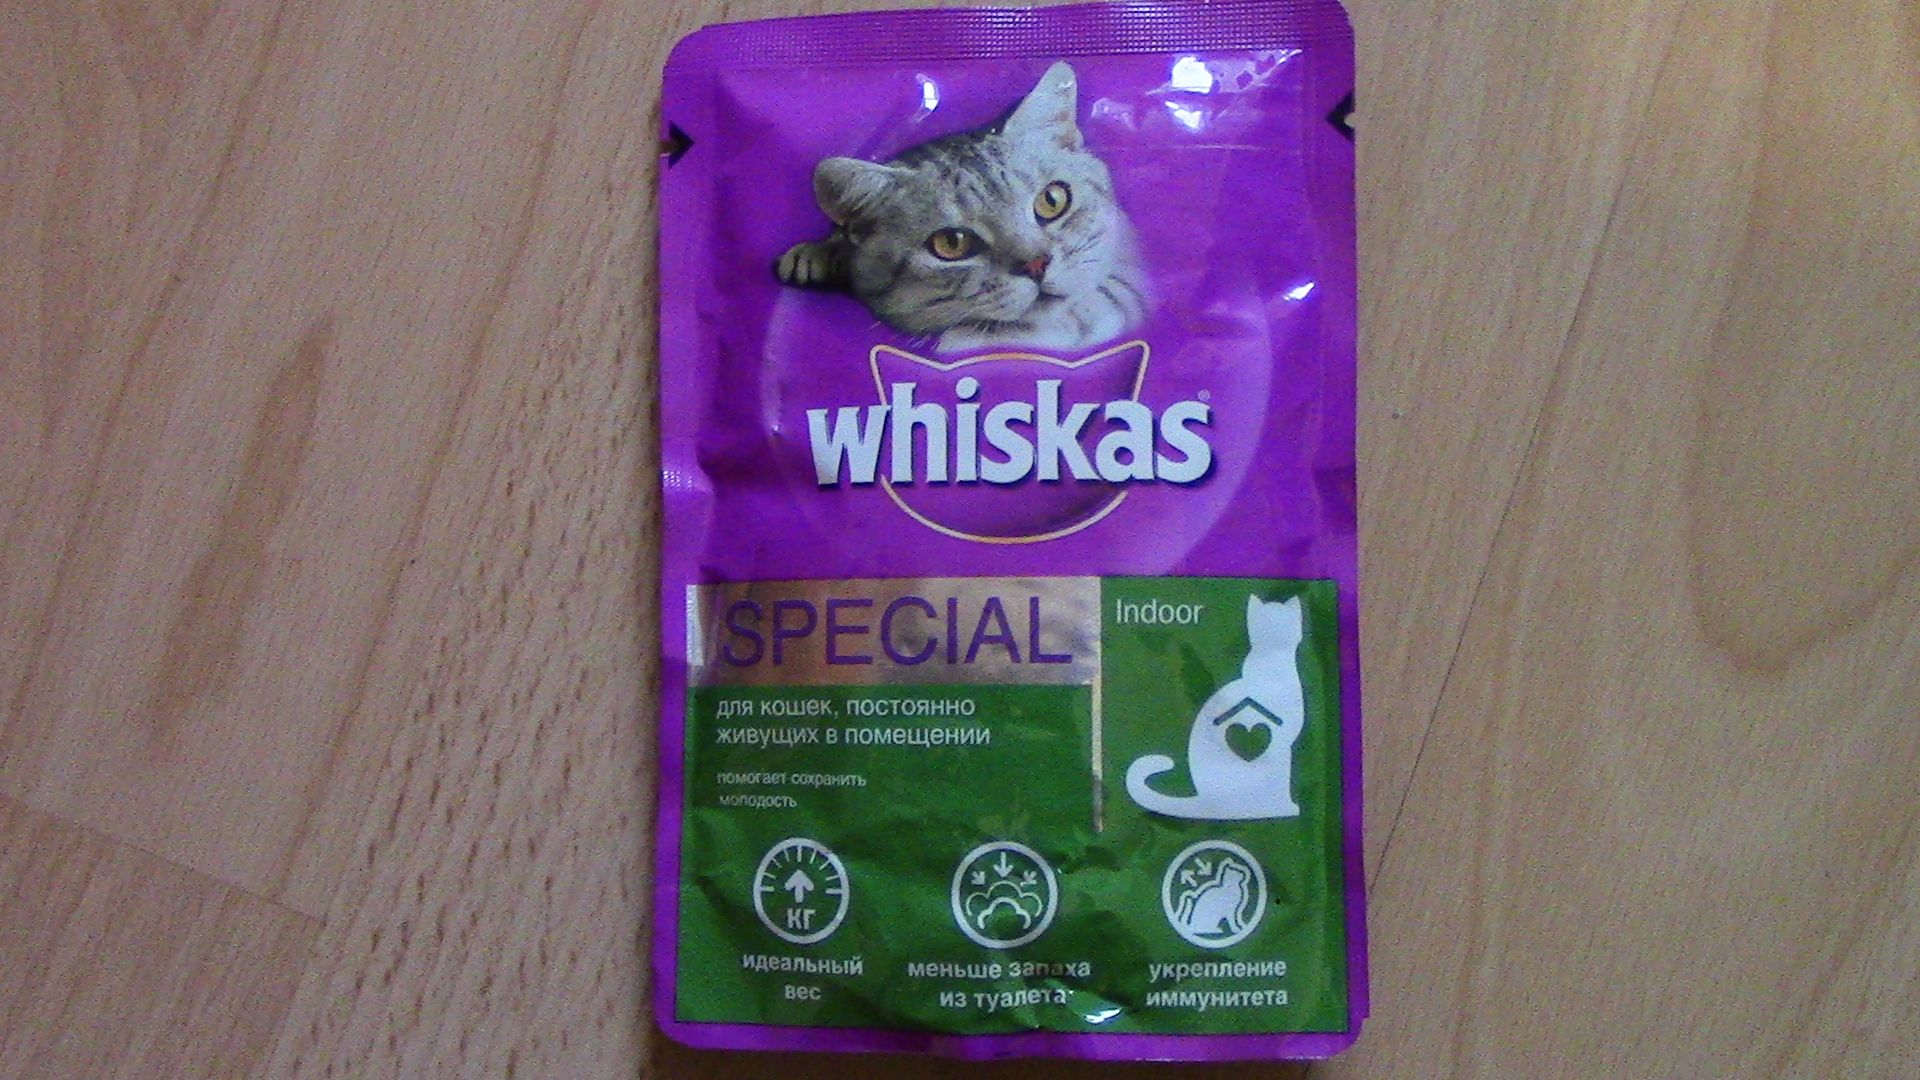 whiskas®
SPECIAL
Indoor
для кошек, постоянно
живущих в помещении
помогает сохранить
молодость
КГ
идеальный
вес
меньше запаха
из туалета
укрепление
иммунитета